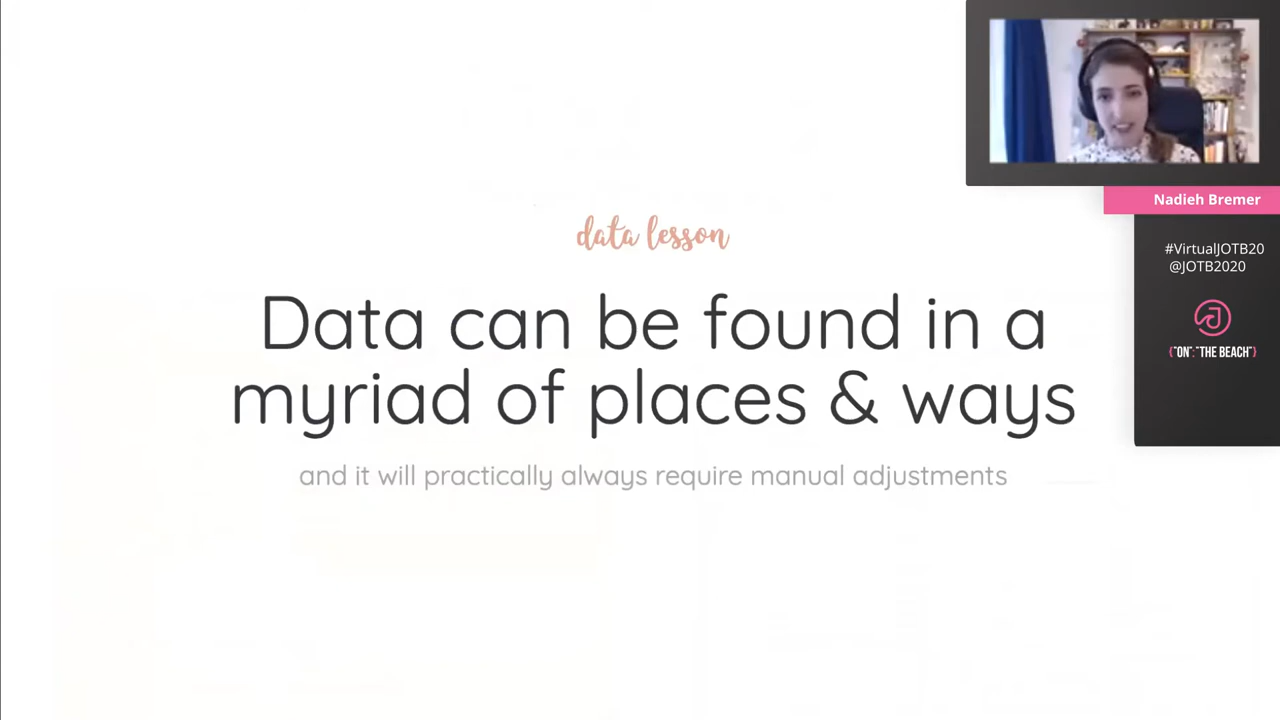 data lesson
Data can be found in a
myriad of places & ways
and it will practically always require manual adjustments
Nadieh Bremer
#VirtualJOTB20
@JOTB2020
J
{"ON":"THE BEACH"}